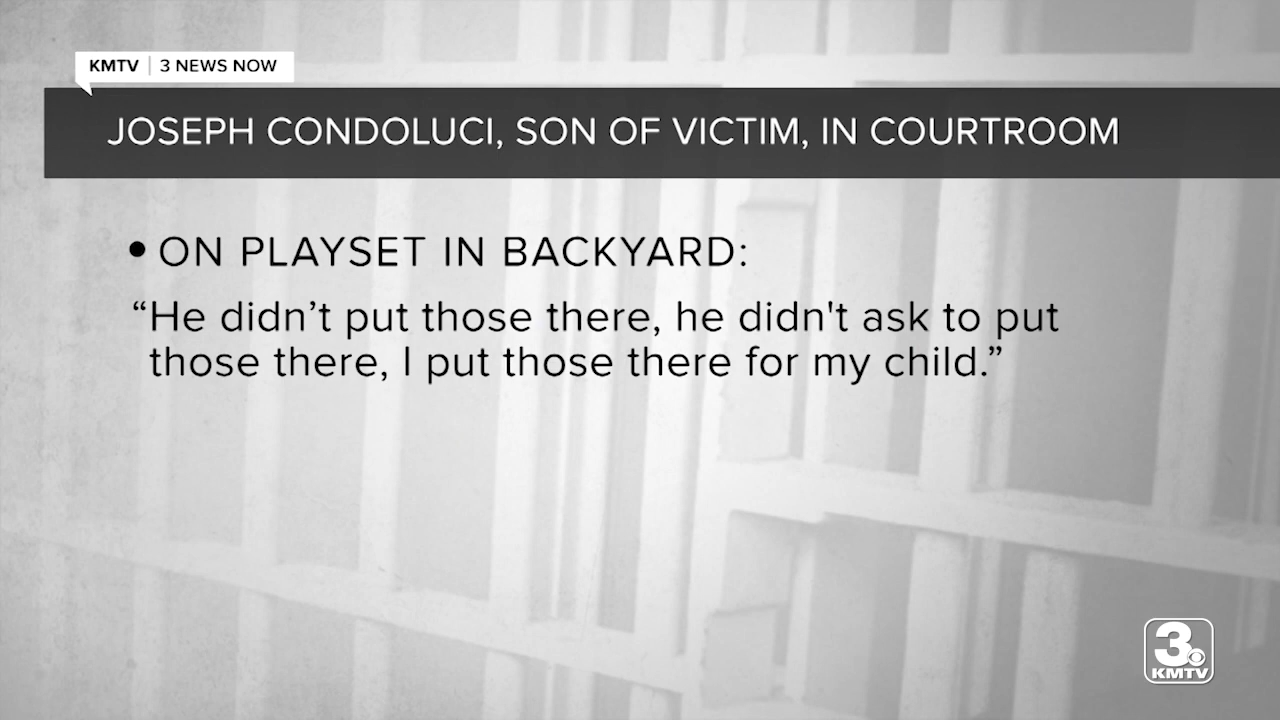 KMTV | 3 NEWS NOW
JOSEPH CONDOLUCI, SON OF VICTIM, IN COURTROOM
• ON PLAYSET IN BACKYARD:
“He didn’t put those there, he didn't ask to put
those there, I put those there for my child.”
3
KMTV